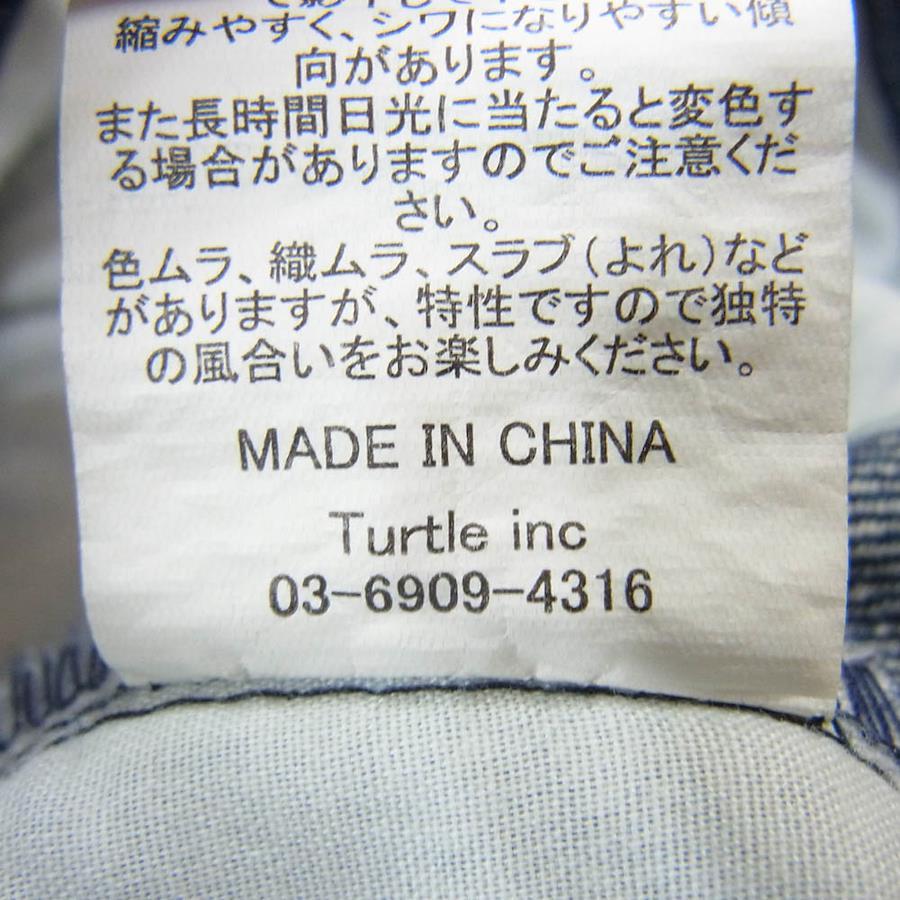 縮みやすく、シワになりやすい傾
向があります。
また長時間日光に当たると変色す
る場合がありますのでご注意くだ
さい。
色ムラ、織ムラ、スラブ(よれ)など
がありますが、特性ですので独特
の風合いをお楽しみください。
MADE IN CHINA
Turtle inc
03-6909-4316